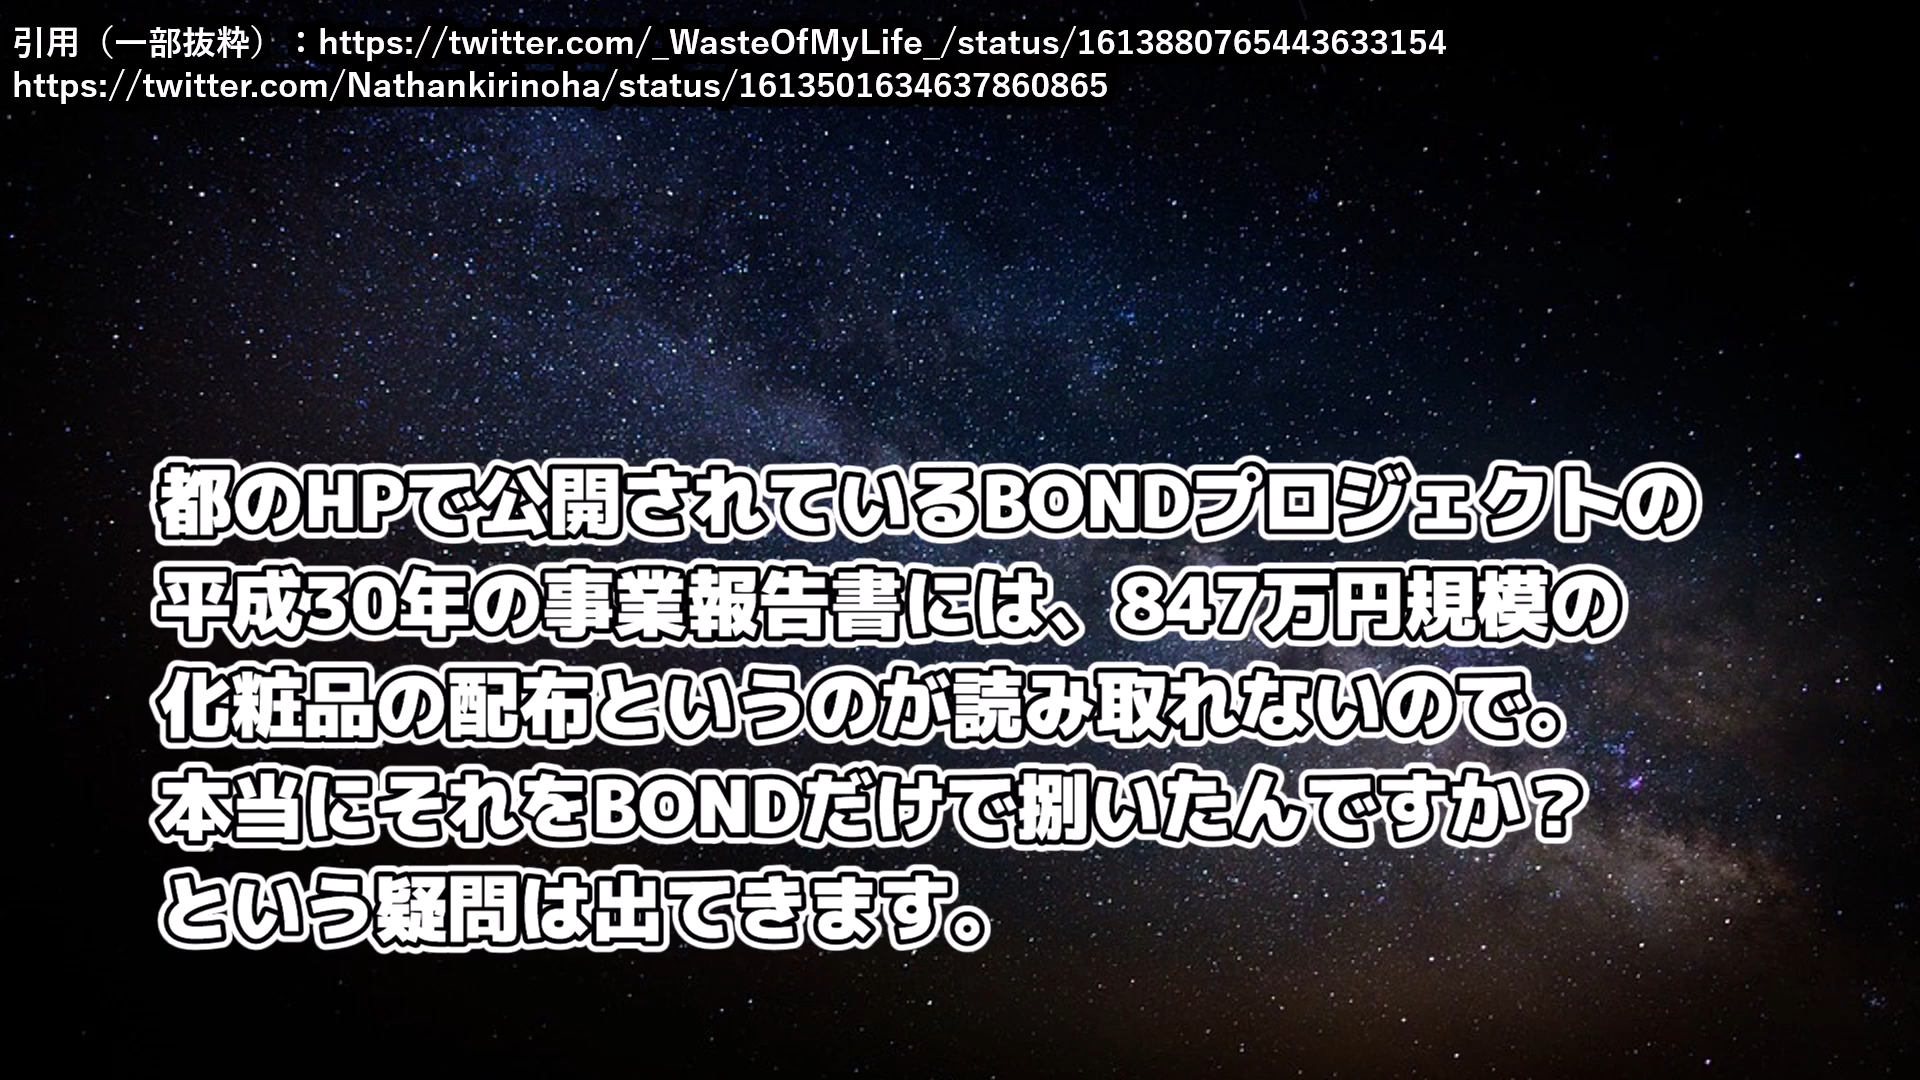 引用（一部抜粋）：https://twitter.com/_WasteOfMyLife_/status/1613880765443633154
https://twitter.com/Nathankirinoha/status/1613501634637860865
都のHPで公開されているBONDプロジェクトの
平成30年の事業報告書には、847万円規模の
化粧品の配布というのが読み取れないので。
本当にそれをBONDだけで捌いたんですか？
という疑問は出てきます。